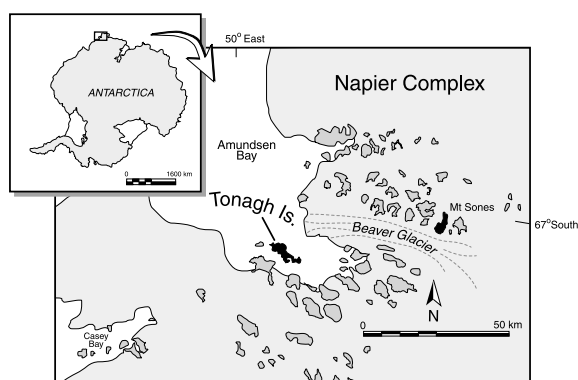 50° East
ANTARCTICA
0 1600 km
Napier Complex
Amundsen
Bay
Tonagh Is.
Mt Sones
67°South
Beaver Glacier
N
0 50 km
Casey
Bay